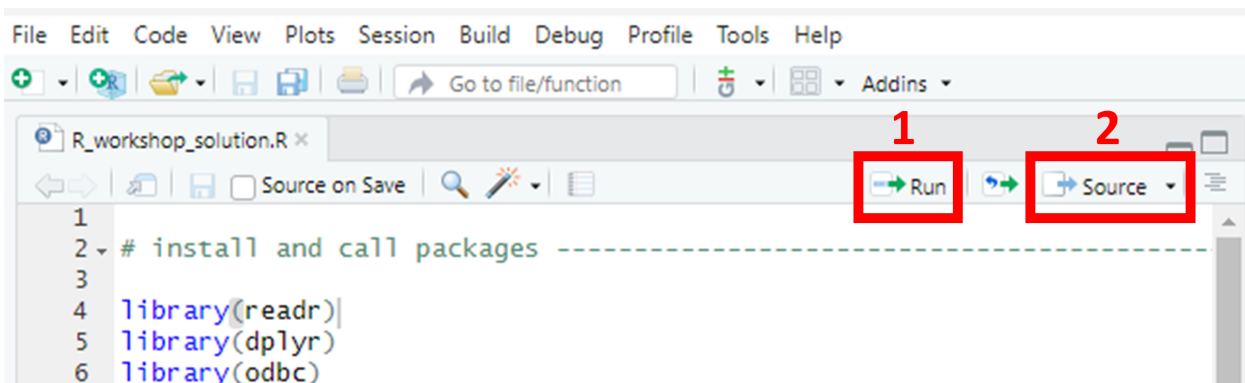 File Edit Code View Plots Session Build Debug Profile Tools Help
R Go to file/function Git Addins
R R_workshop_solution.R
1 2
Source on Save Run Source
1
2 # install and call packages -------------------------------------------
3
4 library(readr)
5 library(dplyr)
6 library(odbc)